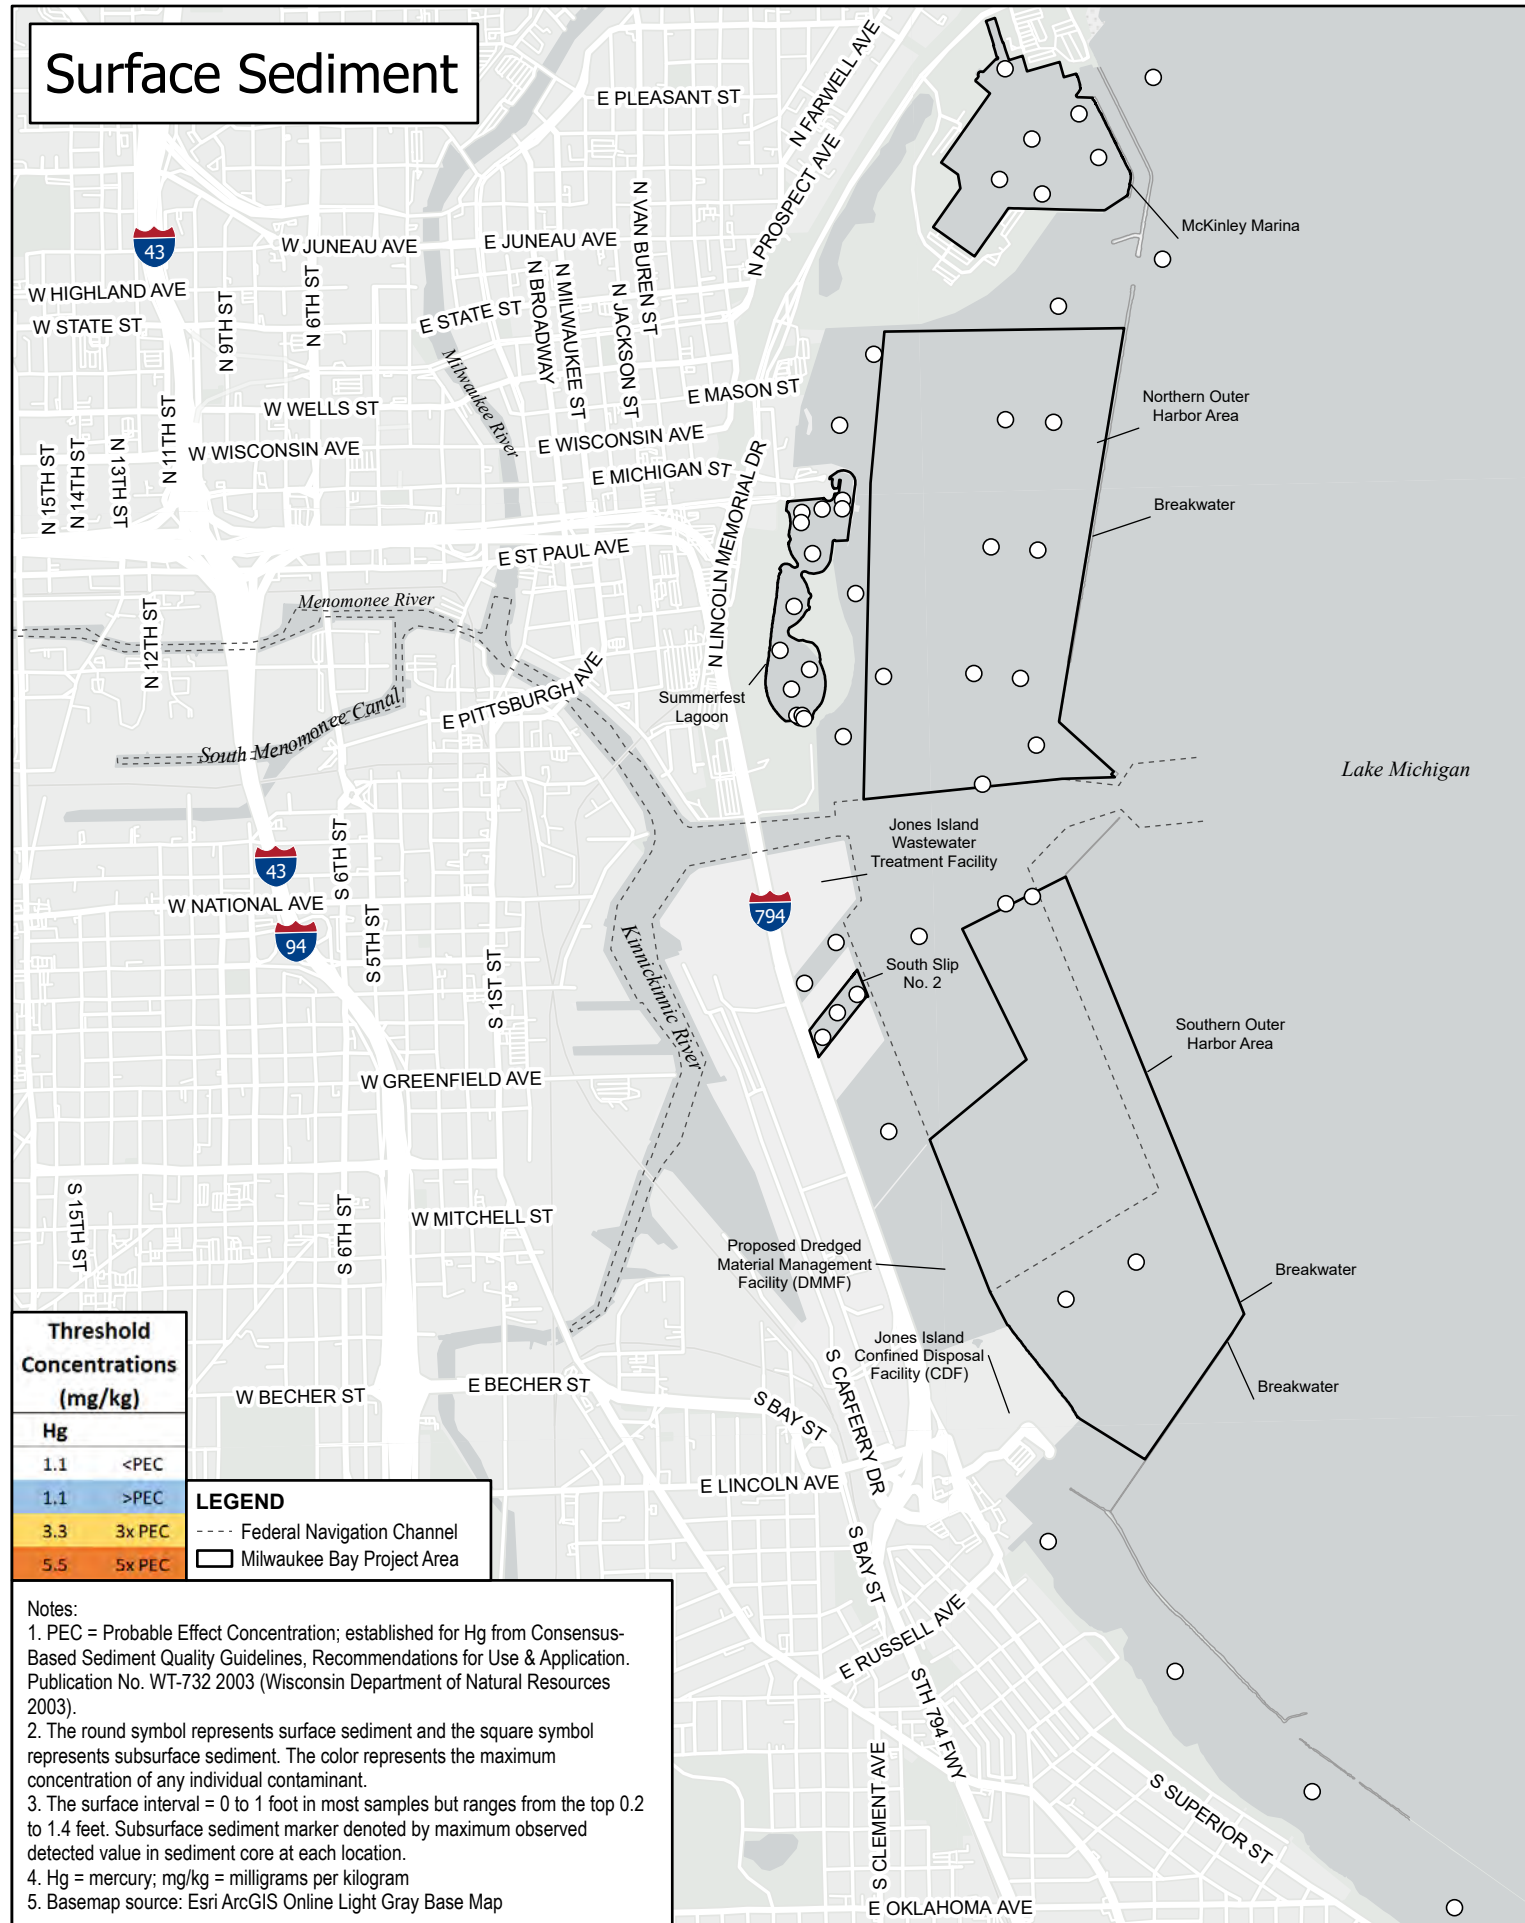 Surface Sediment
E PLEASANT ST
N FARWELL AVE
N PROSPECT AVE
N VAN BUREN ST
McKinley Marina
43
W JUNEAU AVE
E JUNEAU AVE
W HIGHLAND AVE
W STATE ST
N 9TH ST
N 6TH ST
E STATE ST
N BROADWAY
N MILWAUKEE ST
N JACKSON ST
Milwaukee River
E MASON ST
Northern Outer
Harbor Area
W WELLS ST
N 15TH ST
N 14TH ST
N 13TH ST
N 11TH ST
W WISCONSIN AVE
E WISCONSIN AVE
E MICHIGAN ST
N LINCOLN MEMORIAL DR
Breakwater
E ST PAUL AVE
Menomonee River
N 12TH ST
E PITTSBURGH AVE
Summerfest
Lagoon
South Menomonee Canal
Lake Michigan
Jones Island
Wastewater
Treatment Facility
43
S 6TH ST
W NATIONAL AVE
94
S 5TH ST
S 1ST ST
Kinnickinnic River
794
South Slip
No. 2
Southern Outer
Harbor Area
W GREENFIELD AVE
S 15TH ST
S 6TH ST
W MITCHELL ST
Proposed Dredged
Material Management
Facility (DMMF)
Breakwater
Jones Island
Confined Disposal
Facility (CDF)
Breakwater
W BECHER ST
E BECHER ST
S BAY ST
S CARFERRY DR
E LINCOLN AVE
S BAY ST
E RUSSELL AVE
STH 794 FWY
S CLEMENT AVE
S SUPERIOR ST
E OKLAHOMA AVE
Threshold
Concentrations
(mg/kg)
Hg
1.1 <PEC
1.1 >PEC
3.3 3x PEC
5.5 5x PEC
LEGEND
Federal Navigation Channel
Milwaukee Bay Project Area
Notes:
1. PEC = Probable Effect Concentration; established for Hg from Consensus-
Based Sediment Quality Guidelines, Recommendations for Use & Application.
Publication No. WT-732 2003 (Wisconsin Department of Natural Resources
2003).
2. The round symbol represents surface sediment and the square symbol
represents subsurface sediment. The color represents the maximum
concentration of any individual contaminant.
3. The surface interval = 0 to 1 foot in most samples but ranges from the top 0.2
to 1.4 feet. Subsurface sediment marker denoted by maximum observed
detected value in sediment core at each location.
4. Hg = mercury; mg/kg = milligrams per kilogram
5. Basemap source: Esri ArcGIS Online Light Gray Base Map